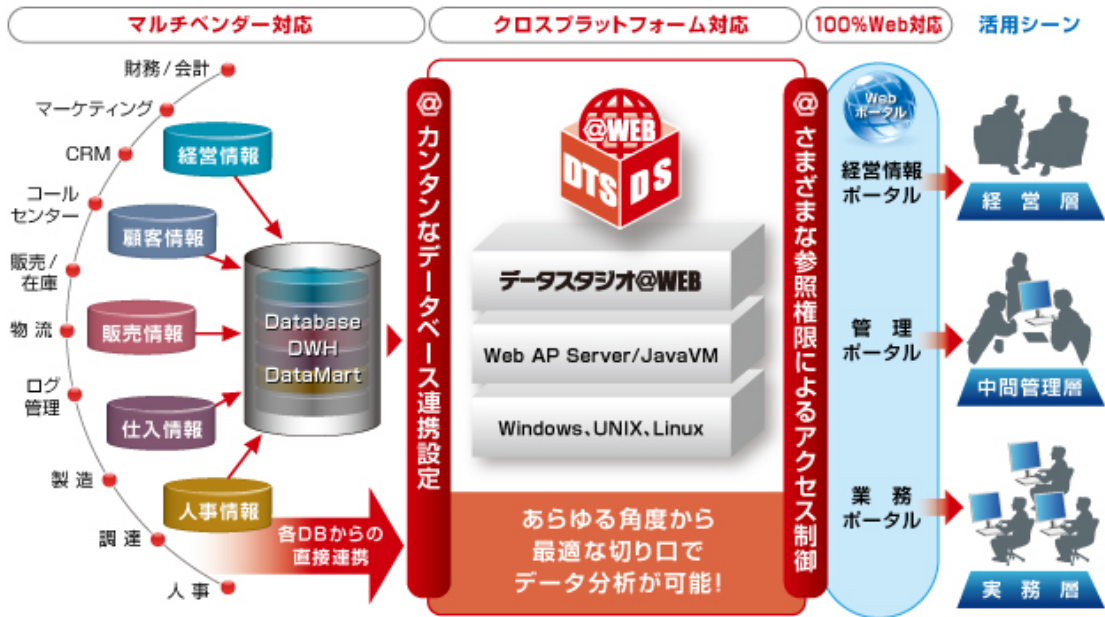 マルチベンダー対応
クロスプラットフォーム対応
100%Web対応
活用シーン
財務/会計
マーケティング
CRM
コール
センター
販売/
在庫
物流
ログ
管理
製造
調達
人事
経営情報
顧客情報
販売情報
仕入情報
人事情報
Database
DWH
DataMart
各DBからの
直接連携
@カンタンなデータベース連携設定
@WEB
DTS
DS
データスタジオ@WEB
Web AP Server/JavaVM
Windows、UNIX、Linux
あらゆる角度から
最適な切り口で
データ分析が可能!
@さまざまな参照権限によるアクセス制御
Web
ポータル
経営情報
ポータル
管理
ポータル
業務
ポータル
経営層
中間管理層
実務層